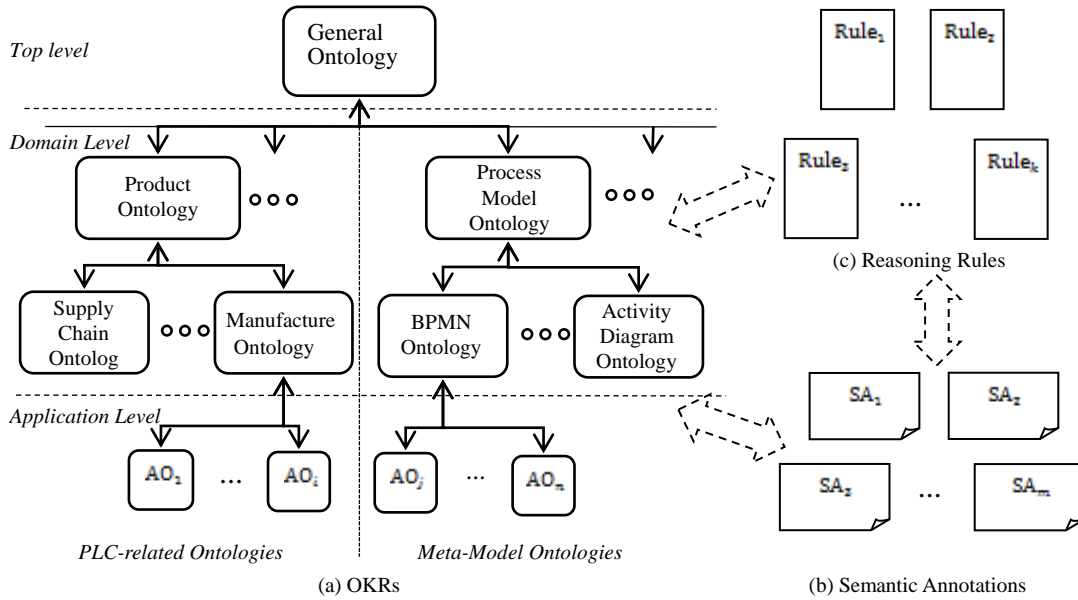 Top level
General
Ontology
Domain Level
Product
Ontology
Process
Model
Ontology
Supply
Chain
Ontolog
Manufacture
Ontology
BPMN
Ontology
Activity
Diagram
Ontology
Application Level
AO₁
...
AOᵢ
AOⱼ
...
AOₙ
PLC-related Ontologies
Meta-Model Ontologies
(a) OKRs
Rule₁
Rule₂
Rule₃
...
Ruleₖ
(c) Reasoning Rules
SA₁
SA₂
SA₃
...
SAₘ
(b) Semantic Annotations